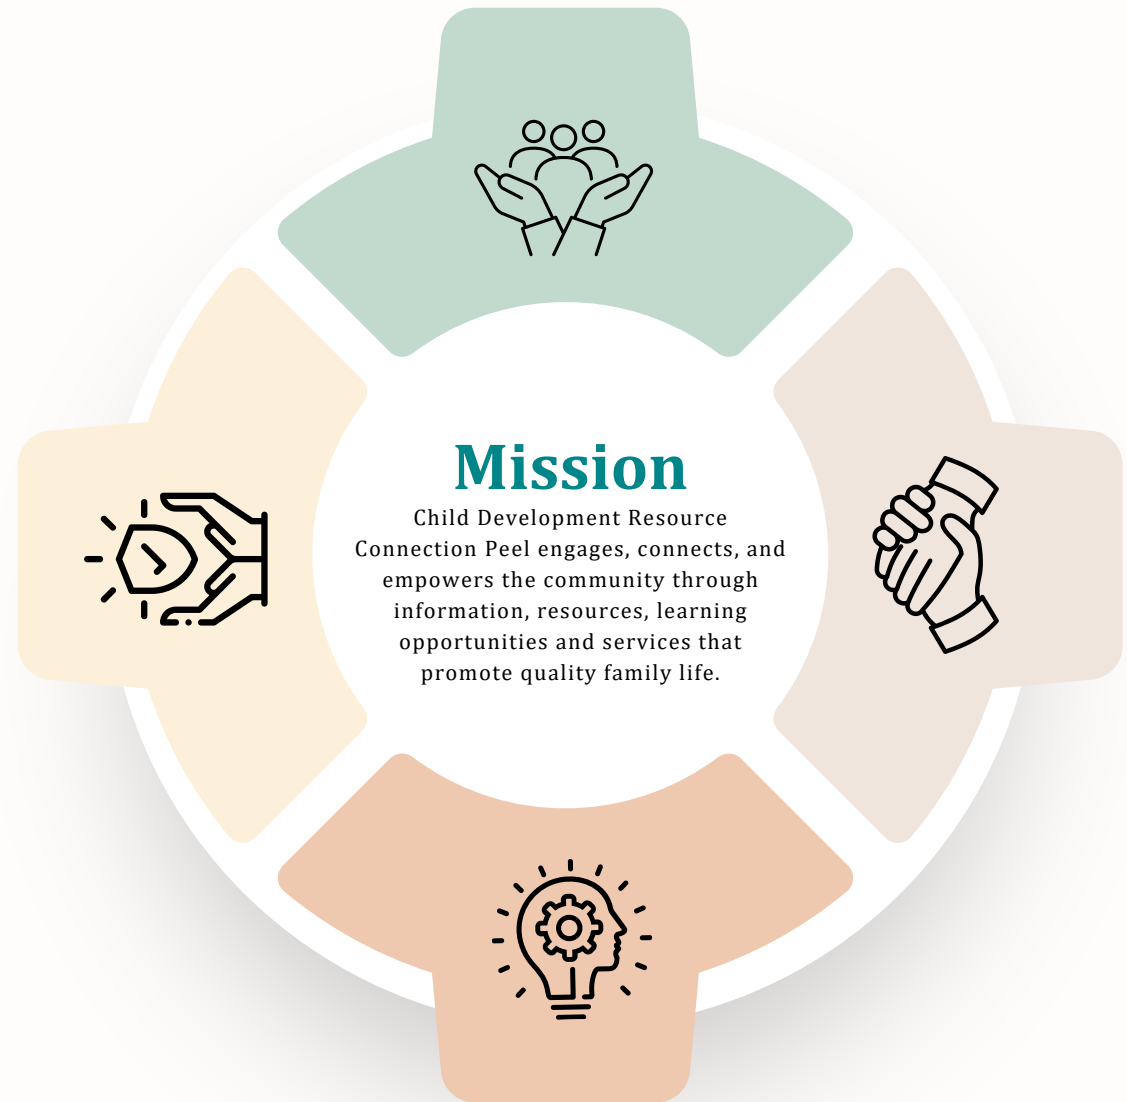 Mission
Child Development Resource
Connection Peel engages, connects, and
empowers the community through
information, resources, learning
opportunities and services that
promote quality family life.